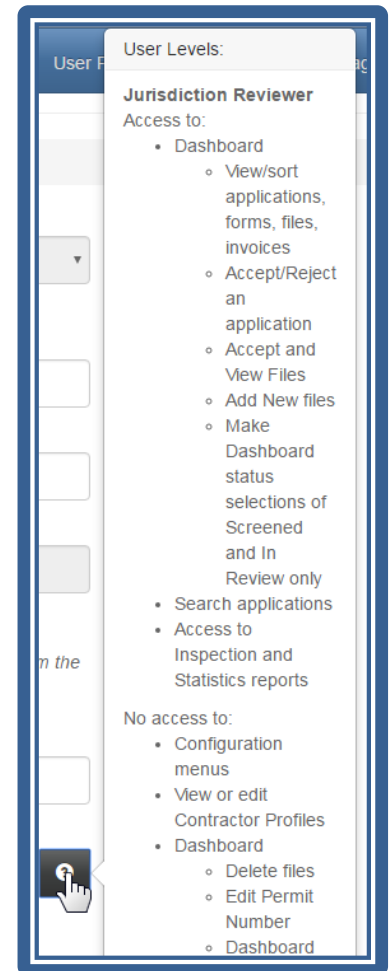 User Levels:
User
Jurisdiction Reviewer
Access to:
• Dashboard
◦ View/sort
applications,
forms, files,
invoices
◦ Accept/Reject
an
application
◦ Accept and
View Files
◦ Add New files
◦ Make
Dashboard
status
selections of
Screened
and In
Review only
• Search applications
• Access to
Inspection and
Statistics reports
the
No access to:
• Configuration
menus
• View or edit
Contractor Profiles
• Dashboard
◦ Delete files
◦ Edit Permit
Number
◦ Dashboard